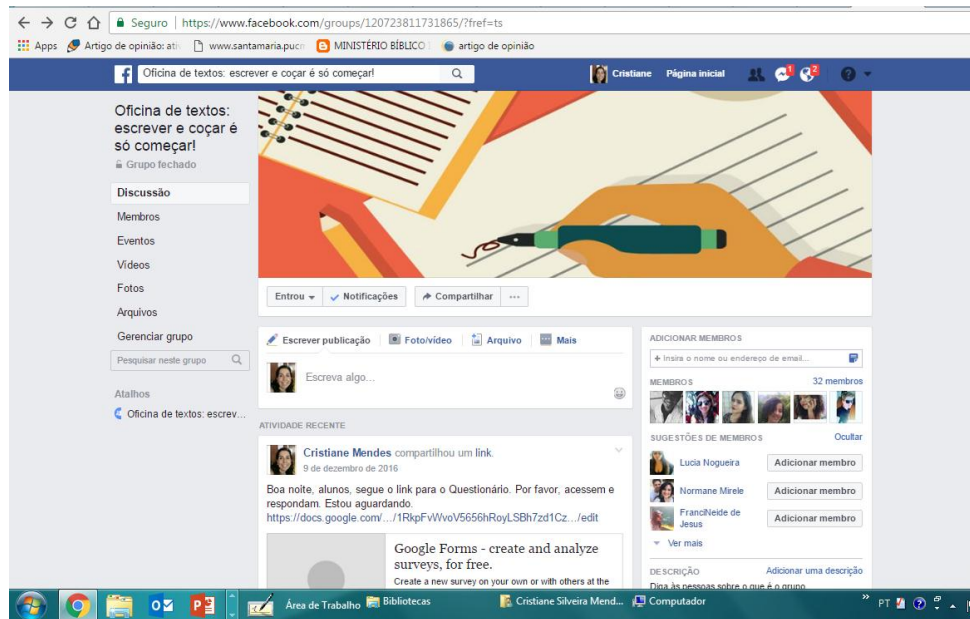 Seguro | https://www.facebook.com/groups/120723811731865/?fref=ts
Apps Artigo de opinião: ati www.santamaria.pucr MINISTÉRIO BÍBLICO artigo de opinião
Oficina de textos: escrever e coçar é só começar! Cristiane Página inicial 1 2
Oficina de textos:
escrever e coçar é
só começar!
Grupo fechado
Discussão
Membros
Eventos
Vídeos
Fotos
Arquivos
Gerenciar grupo
Pesquisar neste grupo
Atalhos
Oficina de textos: escrev...
Entrou Notificações Compartilhar ...
Escrever publicação Foto/vídeo Arquivo Mais
Escreva algo...
ATIVIDADE RECENTE
Cristiane Mendes compartilhou um link.
9 de dezembro de 2016
Boa noite, alunos, segue o link para o Questionário. Por favor, acessem e
respondam. Estou aguardando.
https://docs.google.com/.../1RkpFvWvoV5656hRoyLSBh7zd1Cz.../edit
Google Forms - create and analyze
surveys, for free.
Create a new survey on your own or with others at the
ADICIONAR MEMBROS
+ Insira o nome ou endereço de email...
MEMBROS 32 membros
SUGESTÕES DE MEMBROS Ocultar
Lucia Nogueira Adicionar membro
Normane Mirele Adicionar membro
FranciNeide de
Jesus Adicionar membro
Ver mais
DESCRIÇÃO Adicionar uma descrição
Diga às pessoas sobre o que é o grupo
Área de Trabalho Bibliotecas Cristiane Silveira Mend... Computador » PT